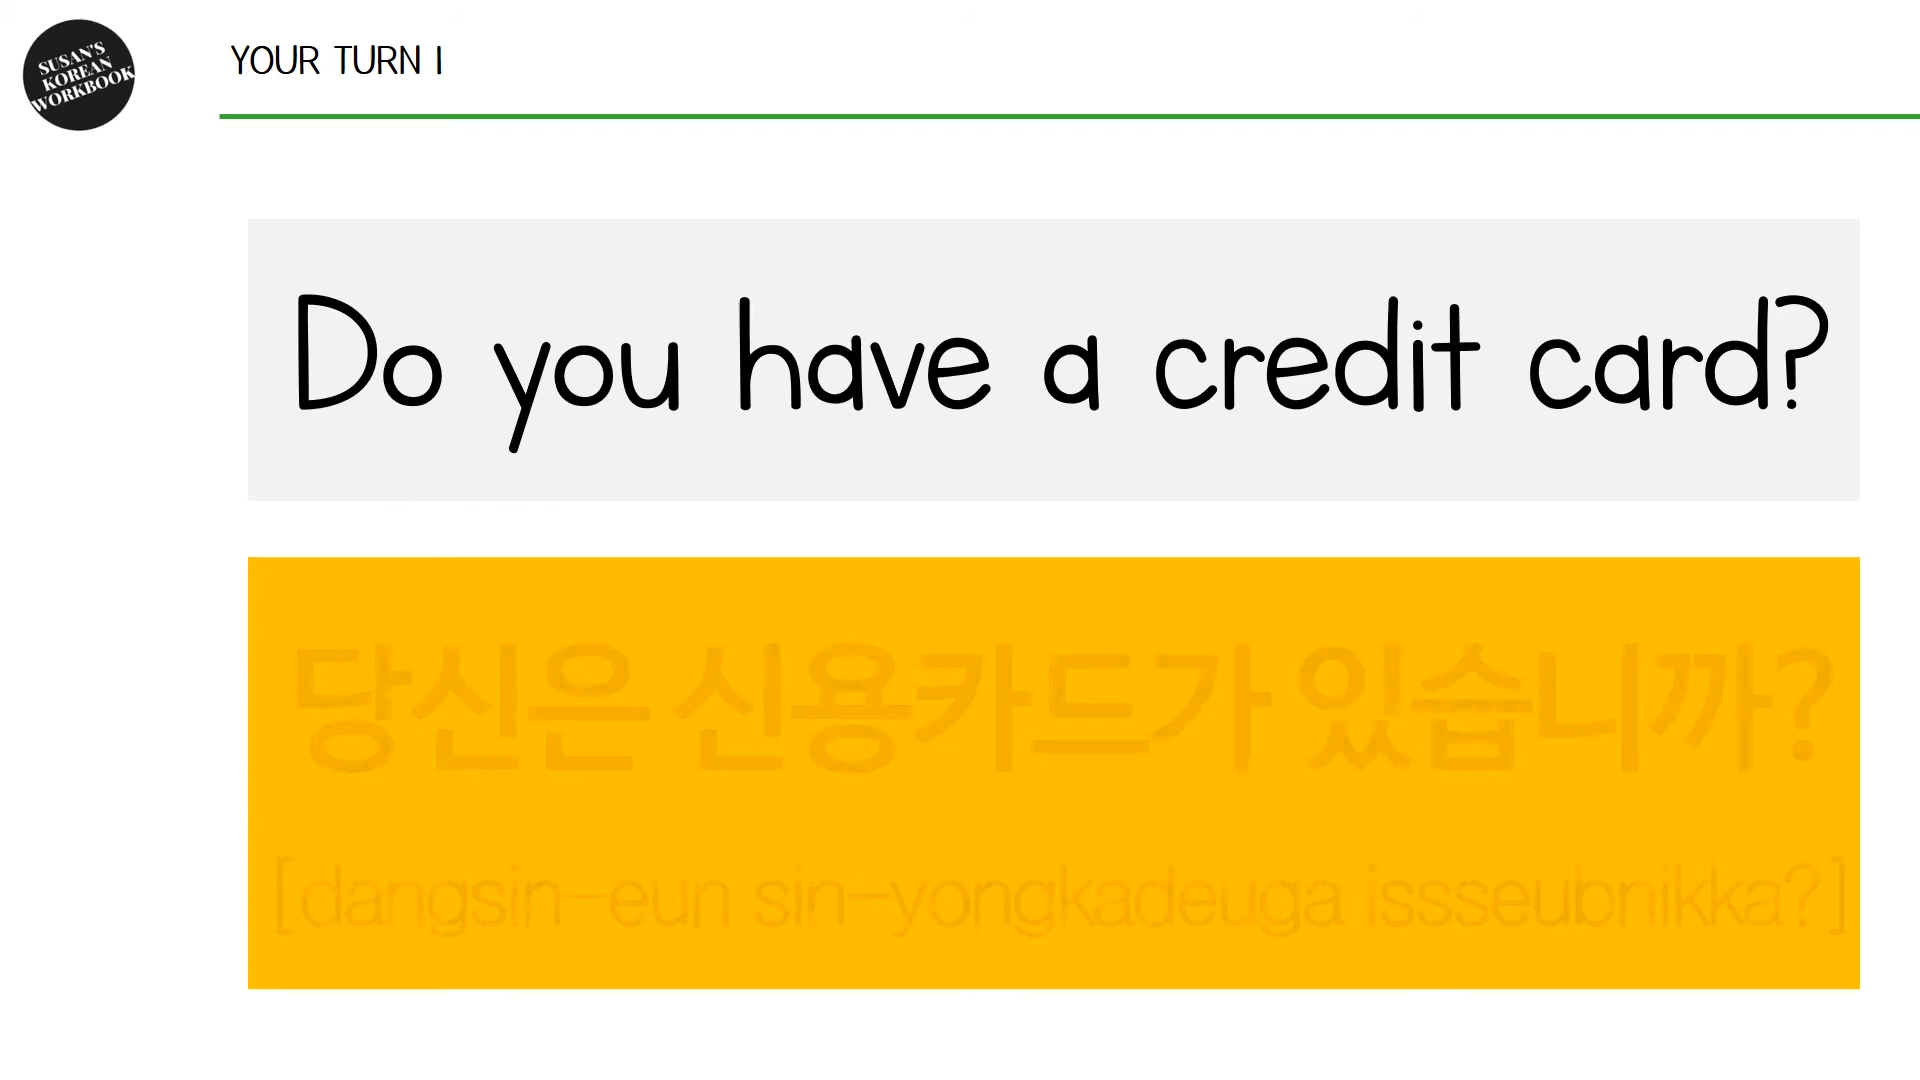 SUSAN'S
KOREAN
WORKBOOK
YOUR TURN I
Do you have a credit card?
당신은 신용카드가 있습니까?
[dangsin-eun sin-yongkadeuga issseubnikka?]